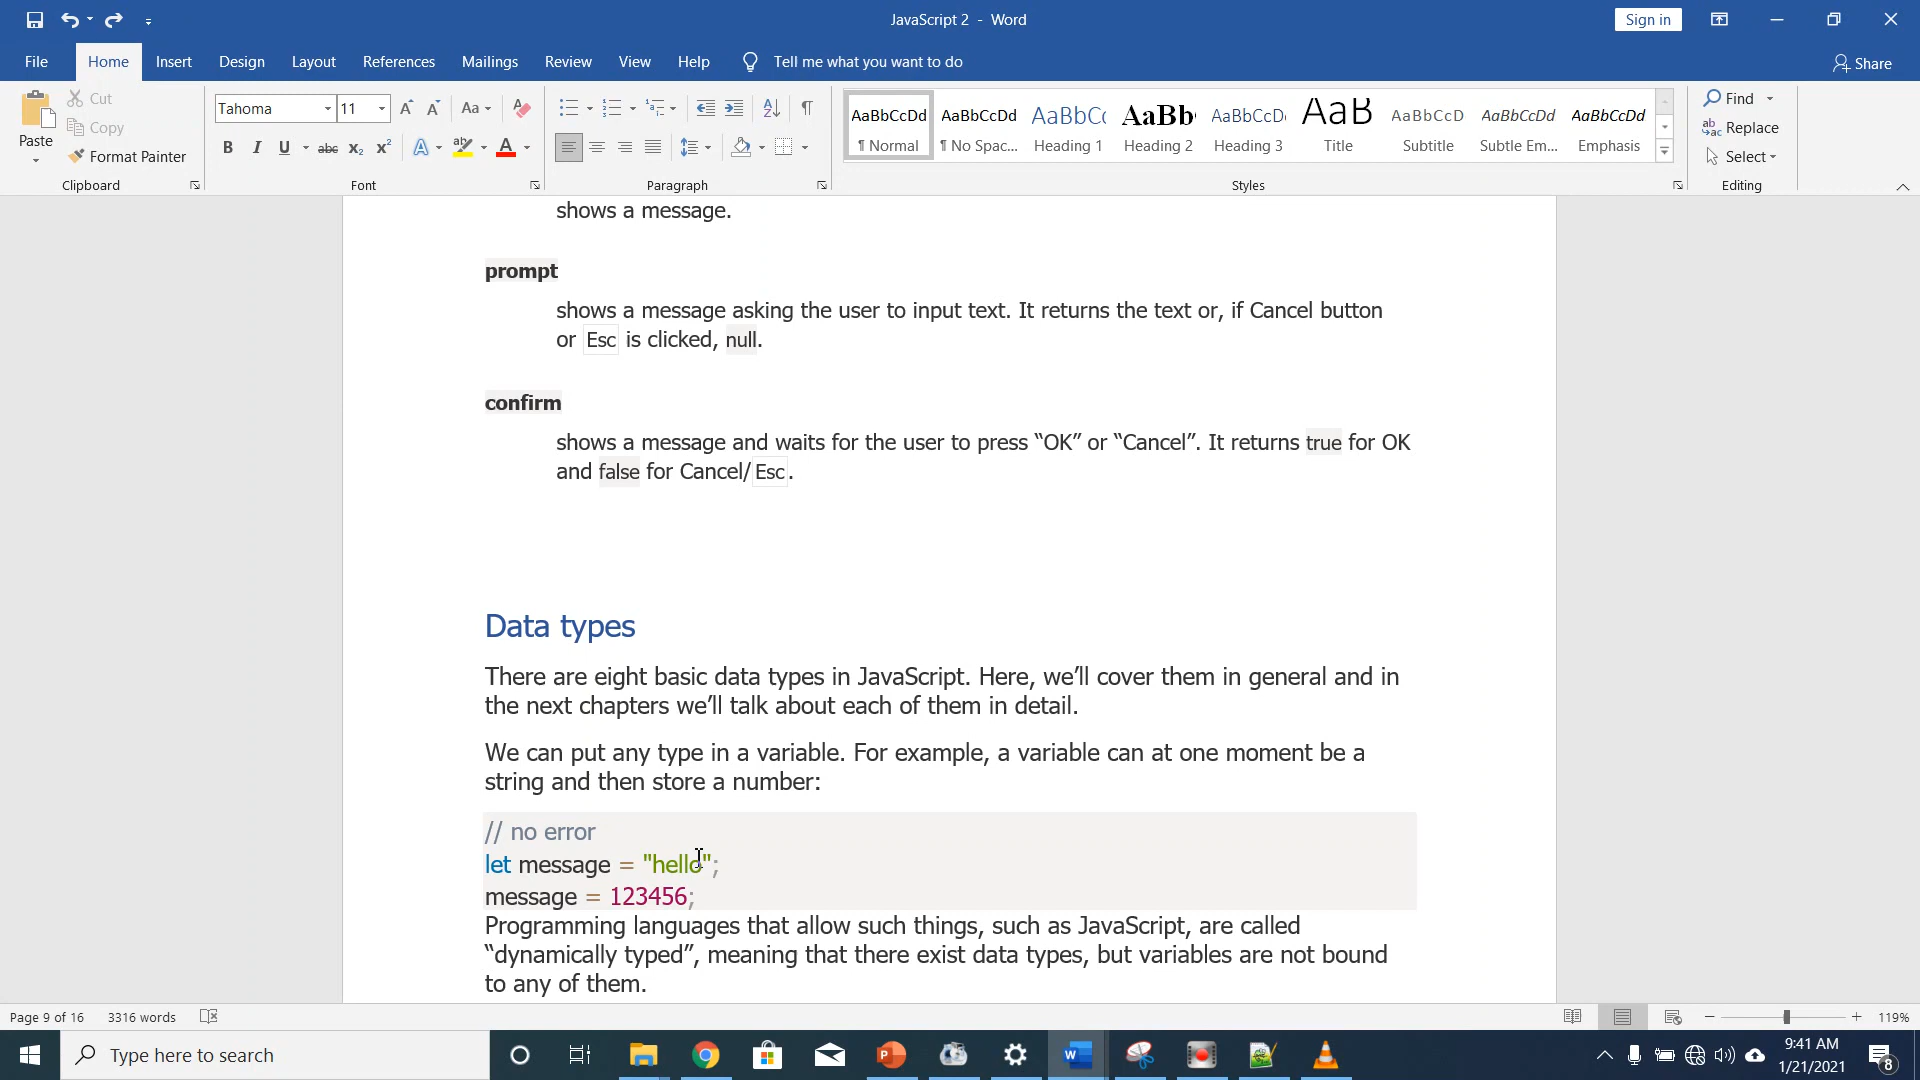 JavaScript 2 - Word
Sign in
File Home Insert Design Layout References Mailings Review View Help Tell me what you want to do
Share
Paste
Cut
Copy
Format Painter
Clipboard
Tahoma 11
Aa
B I U abc x₂ x² A ab A
Font
Paragraph
AaBbCcDd AaBbCcDd AaBbCc AaBb AaBbCcD AaB AaBbCcD AaBbCcDd AaBbCcDd
¶ Normal ¶ No Spac... Heading 1 Heading 2 Heading 3 Title Subtitle Subtle Em... Emphasis
Styles
Find
Replace
Select
Editing
shows a message.
prompt
shows a message asking the user to input text. It returns the text or, if Cancel button
or Esc is clicked, null.
confirm
shows a message and waits for the user to press “OK” or “Cancel”. It returns true for OK
and false for Cancel/Esc.
Data types
There are eight basic data types in JavaScript. Here, we’ll cover them in general and in
the next chapters we’ll talk about each of them in detail.
We can put any type in a variable. For example, a variable can at one moment be a
string and then store a number:
// no error
let message = "hello";
message = 123456;
Programming languages that allow such things, such as JavaScript, are called
“dynamically typed”, meaning that there exist data types, but variables are not bound
to any of them.
Page 9 of 16 3316 words
119%
Type here to search
9:41 AM
1/21/2021
8